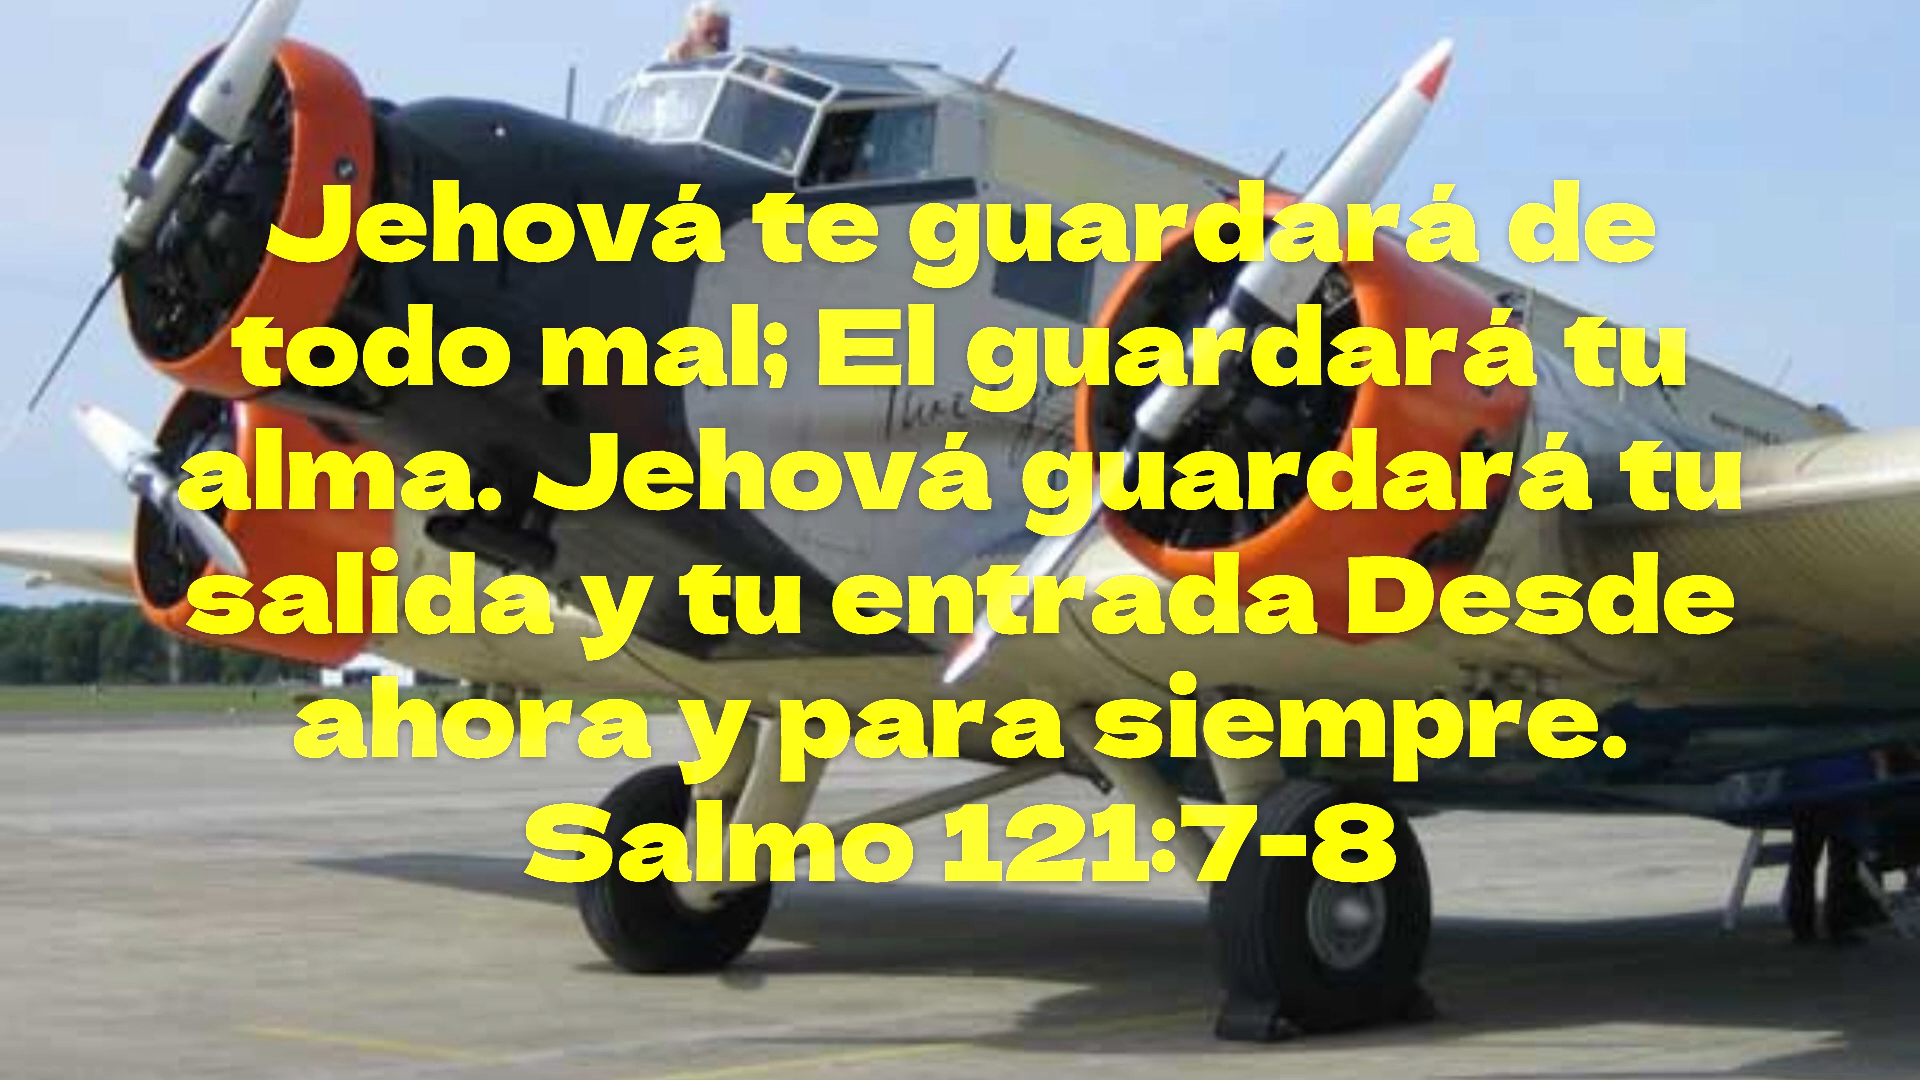 Jehová te guardará de
todo mal; El guardará tu
alma. Jehová guardará tu
salida y tu entrada Desde
ahora y para siempre.
Salmo 121:7-8